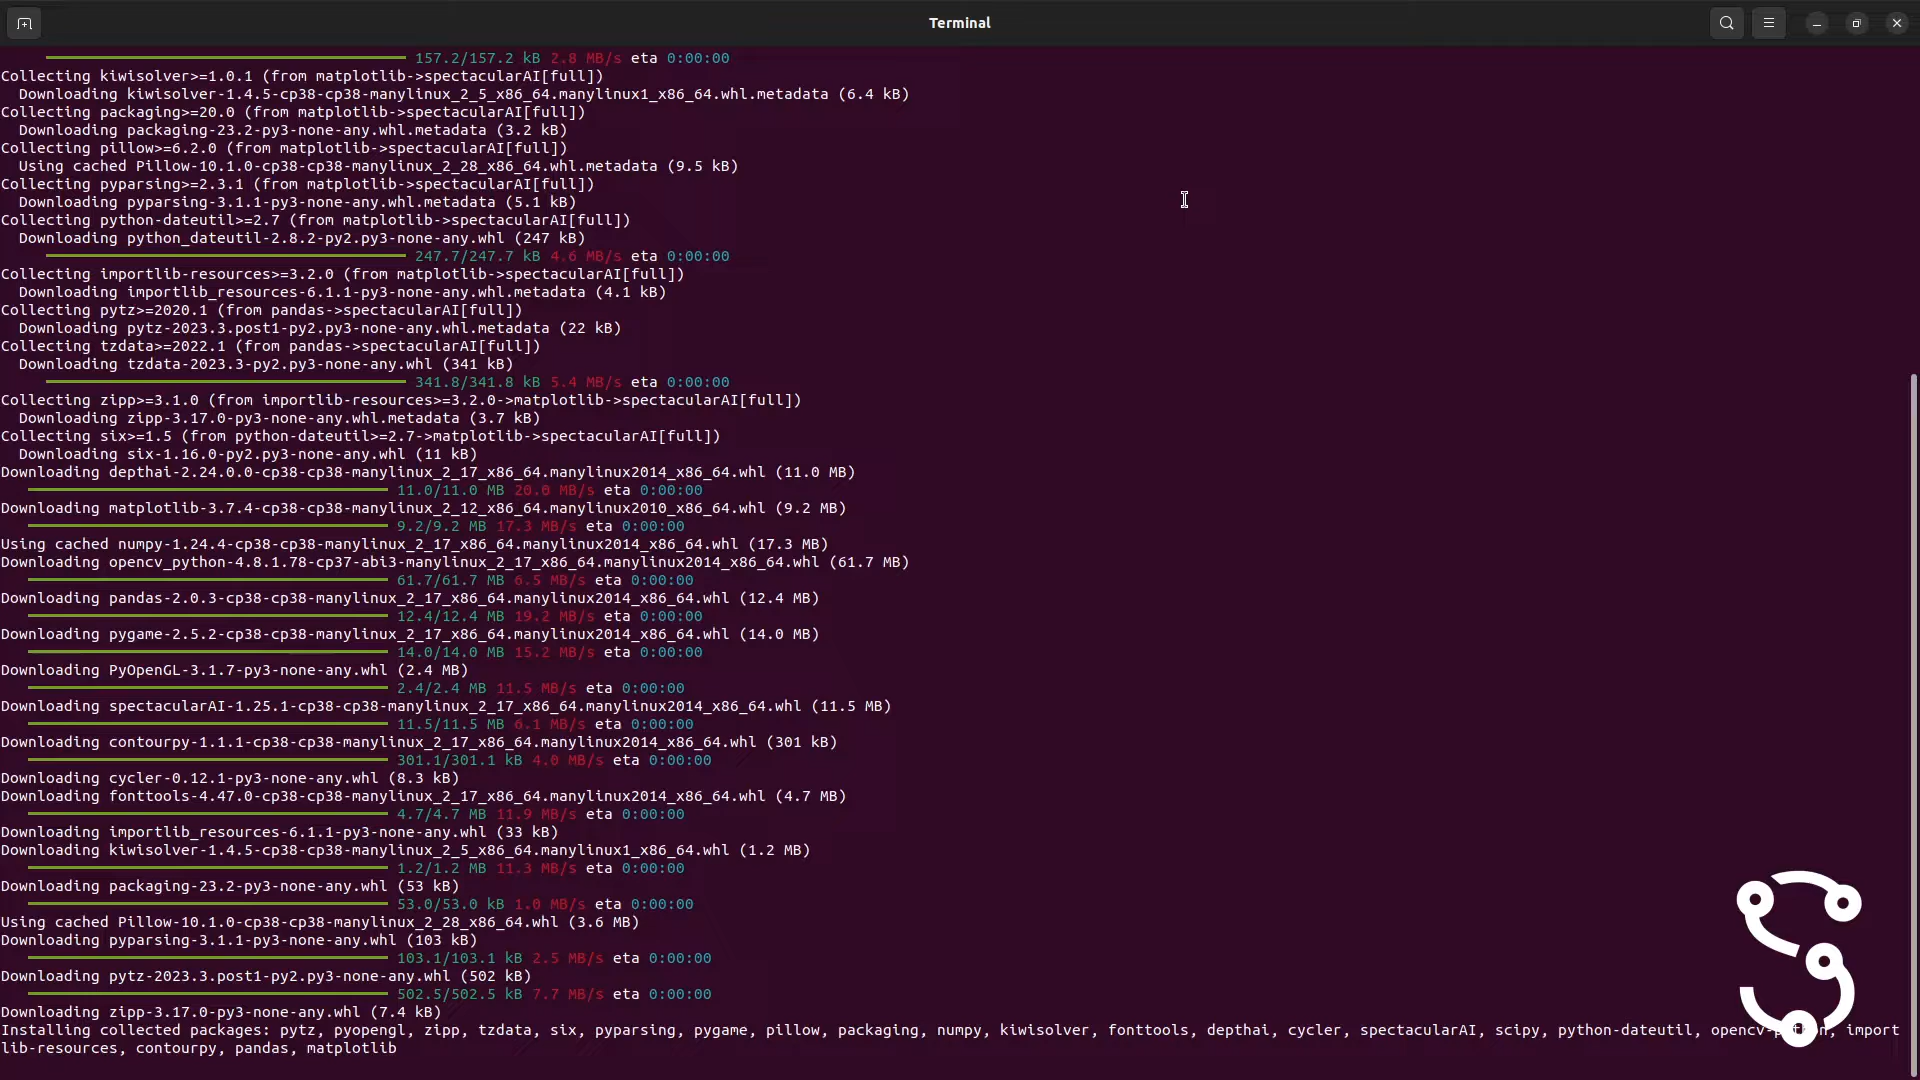 Terminal
157.2/157.2 kB 2.8 MB/s eta 0:00:00
Collecting kiwisolver>=1.0.1 (from matplotlib->spectacularAI[full])
Downloading kiwisolver-1.4.5-cp38-cp38-manylinux_2_5_x86_64.manylinux1_x86_64.whl.metadata (6.4 kB)
Collecting packaging>=20.0 (from matplotlib->spectacularAI[full])
Downloading packaging-23.2-py3-none-any.whl.metadata (3.2 kB)
Collecting pillow>=6.2.0 (from matplotlib->spectacularAI[full])
Using cached Pillow-10.1.0-cp38-cp38-manylinux_2_28_x86_64.whl.metadata (9.5 kB)
Collecting pyparsing>=2.3.1 (from matplotlib->spectacularAI[full])
Downloading pyparsing-3.1.1-py3-none-any.whl.metadata (5.1 kB)
Collecting python-dateutil>=2.7 (from matplotlib->spectacularAI[full])
Downloading python_dateutil-2.8.2-py2.py3-none-any.whl (247 kB)
247.7/247.7 kB 4.6 MB/s eta 0:00:00
Collecting importlib-resources>=3.2.0 (from matplotlib->spectacularAI[full])
Downloading importlib_resources-6.1.1-py3-none-any.whl.metadata (4.1 kB)
Collecting pytz>=2020.1 (from pandas->spectacularAI[full])
Downloading pytz-2023.3.post1-py2.py3-none-any.whl.metadata (22 kB)
Collecting tzdata>=2022.1 (from pandas->spectacularAI[full])
Downloading tzdata-2023.3-py2.py3-none-any.whl (341 kB)
341.8/341.8 kB 5.4 MB/s eta 0:00:00
Collecting zipp>=3.1.0 (from importlib-resources>=3.2.0->matplotlib->spectacularAI[full])
Downloading zipp-3.17.0-py3-none-any.whl.metadata (3.7 kB)
Collecting six>=1.5 (from python-dateutil>=2.7->matplotlib->spectacularAI[full])
Downloading six-1.16.0-py2.py3-none-any.whl (11 kB)
Downloading depthai-2.24.0.0-cp38-cp38-manylinux_2_17_x86_64.manylinux2014_x86_64.whl (11.0 MB)
11.0/11.0 MB 20.0 MB/s eta 0:00:00
Downloading matplotlib-3.7.4-cp38-cp38-manylinux_2_12_x86_64.manylinux2010_x86_64.whl (9.2 MB)
9.2/9.2 MB 17.3 MB/s eta 0:00:00
Using cached numpy-1.24.4-cp38-cp38-manylinux_2_17_x86_64.manylinux2014_x86_64.whl (17.3 MB)
Downloading opencv_python-4.8.1.78-cp37-abi3-manylinux_2_17_x86_64.manylinux2014_x86_64.whl (61.7 MB)
61.7/61.7 MB 6.5 MB/s eta 0:00:00
Downloading pandas-2.0.3-cp38-cp38-manylinux_2_17_x86_64.manylinux2014_x86_64.whl (12.4 MB)
12.4/12.4 MB 19.2 MB/s eta 0:00:00
Downloading pygame-2.5.2-cp38-cp38-manylinux_2_17_x86_64.manylinux2014_x86_64.whl (14.0 MB)
14.0/14.0 MB 15.2 MB/s eta 0:00:00
Downloading PyOpenGL-3.1.7-py3-none-any.whl (2.4 MB)
2.4/2.4 MB 11.5 MB/s eta 0:00:00
Downloading spectacularAI-1.25.1-cp38-cp38-manylinux_2_17_x86_64.manylinux2014_x86_64.whl (11.5 MB)
11.5/11.5 MB 6.1 MB/s eta 0:00:00
Downloading contourpy-1.1.1-cp38-cp38-manylinux_2_17_x86_64.manylinux2014_x86_64.whl (301 kB)
301.1/301.1 kB 4.0 MB/s eta 0:00:00
Downloading cycler-0.12.1-py3-none-any.whl (8.3 kB)
Downloading fonttools-4.47.0-cp38-cp38-manylinux_2_17_x86_64.manylinux2014_x86_64.whl (4.7 MB)
4.7/4.7 MB 11.9 MB/s eta 0:00:00
Downloading importlib_resources-6.1.1-py3-none-any.whl (33 kB)
Downloading kiwisolver-1.4.5-cp38-cp38-manylinux_2_5_x86_64.manylinux1_x86_64.whl (1.2 MB)
1.2/1.2 MB 11.3 MB/s eta 0:00:00
Downloading packaging-23.2-py3-none-any.whl (53 kB)
53.0/53.0 kB 1.0 MB/s eta 0:00:00
Using cached Pillow-10.1.0-cp38-cp38-manylinux_2_28_x86_64.whl (3.6 MB)
Downloading pyparsing-3.1.1-py3-none-any.whl (103 kB)
103.1/103.1 kB 2.5 MB/s eta 0:00:00
Downloading pytz-2023.3.post1-py2.py3-none-any.whl (502 kB)
502.5/502.5 kB 7.7 MB/s eta 0:00:00
Downloading zipp-3.17.0-py3-none-any.whl (7.4 kB)
Installing collected packages: pytz, pyopengl, zipp, tzdata, six, pyparsing, pygame, pillow, packaging, numpy, kiwisolver, fonttools, depthai, cycler, spectacularAI, scipy, python-dateutil, opencv-python, import
lib-resources, contourpy, pandas, matplotlib